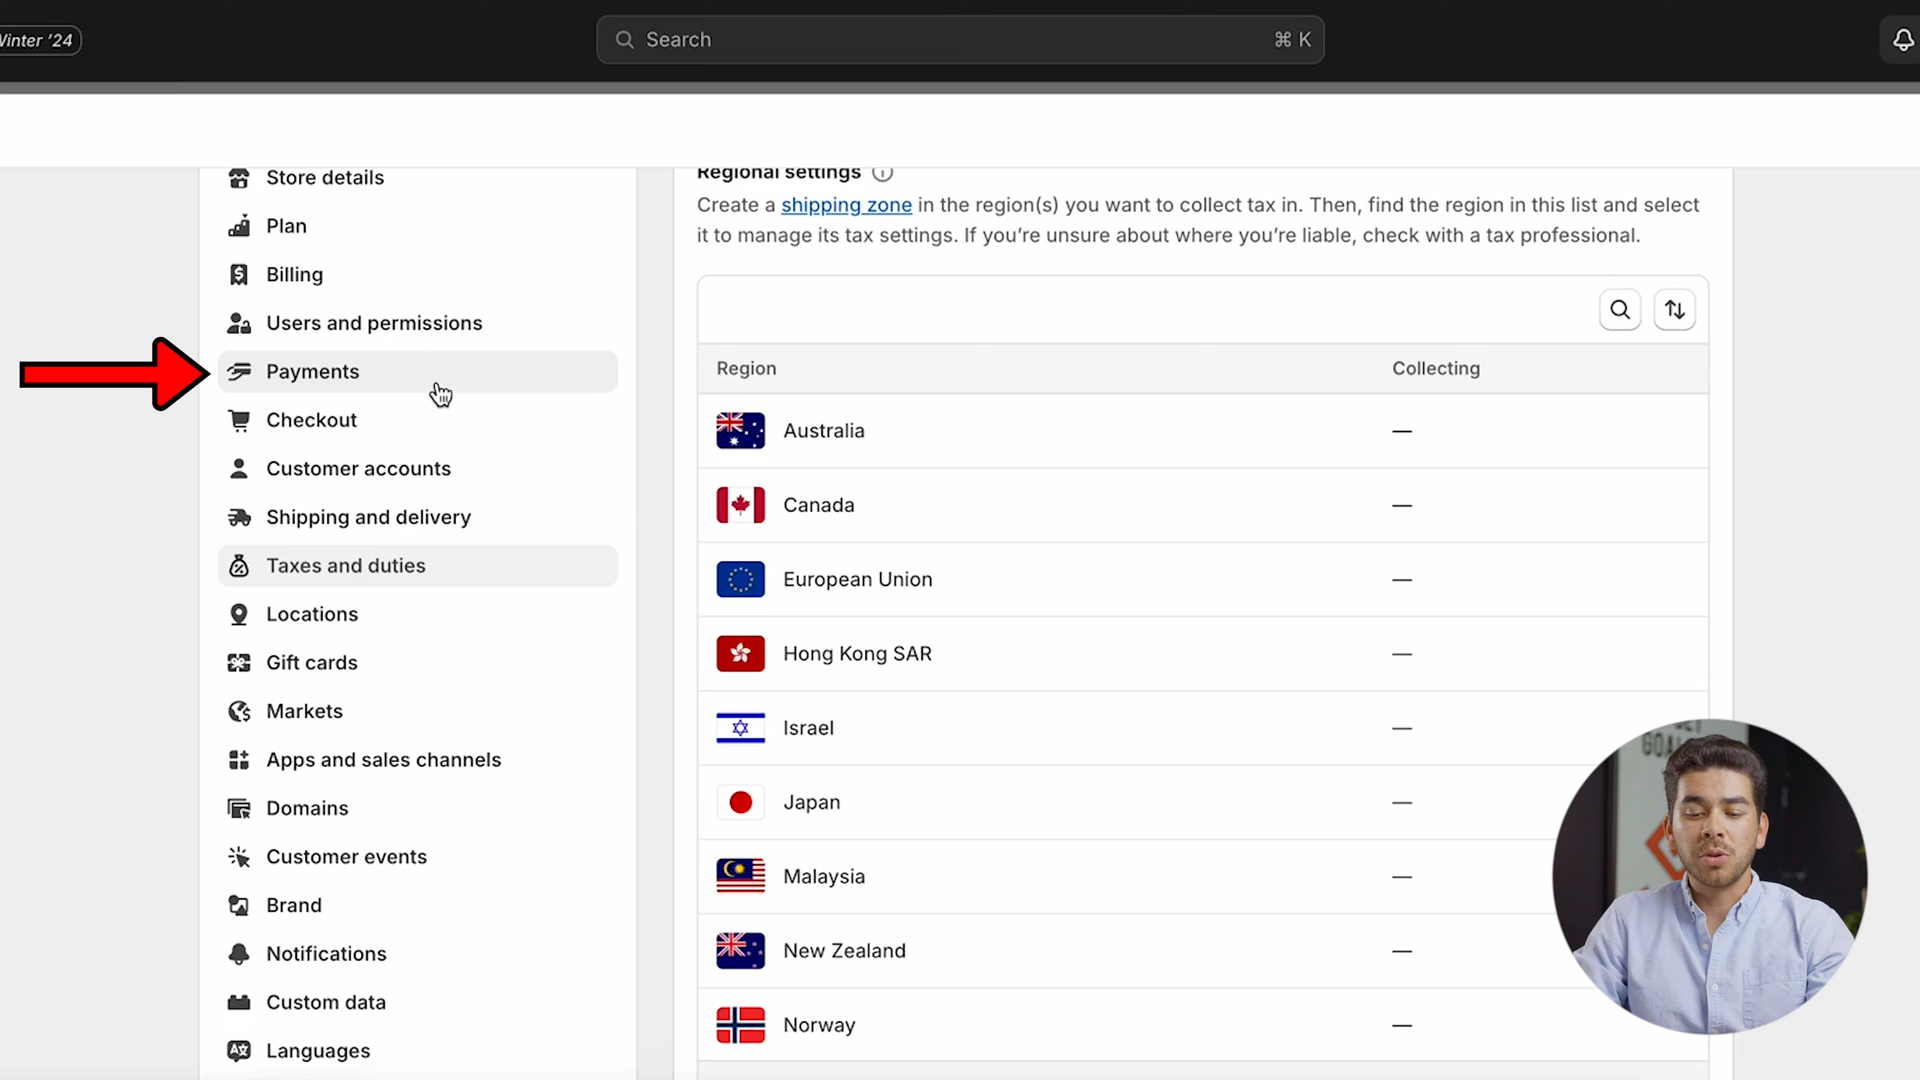 Winter '24
Search
⌘ K
Store details
Plan
Billing
Users and permissions
Payments
Checkout
Customer accounts
Shipping and delivery
Taxes and duties
Locations
Gift cards
Markets
Apps and sales channels
Domains
Customer events
Brand
Notifications
Custom data
Languages
Regional settings
Create a shipping zone in the region(s) you want to collect tax in. Then, find the region in this list and select
it to manage its tax settings. If you’re unsure about where you’re liable, check with a tax professional.
Region Collecting
Australia —
Canada —
European Union —
Hong Kong SAR —
Israel —
Japan —
Malaysia —
New Zealand —
Norway —